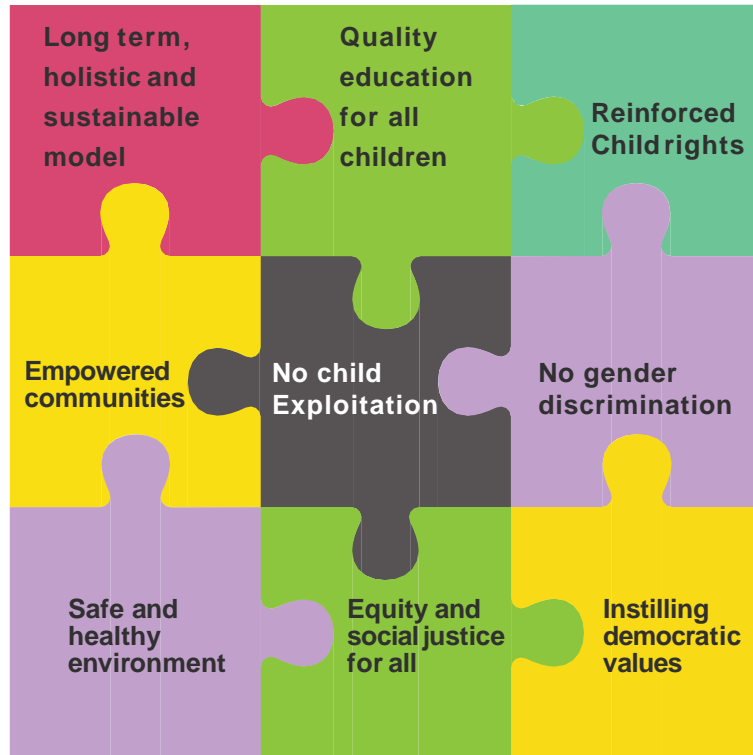 Long term,
holistic and
sustainable
model
Quality
education
for all
children
Reinforced
Child rights
Empowered
communities
No child
Exploitation
No gender
discrimination
Safe and
healthy
environment
Equity and
social justice
for all
Instilling
democratic
values